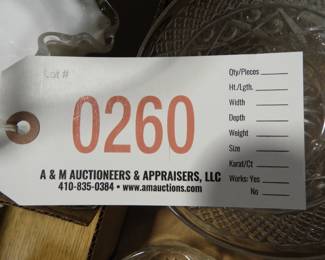 Lot #
0260
A & M AUCTIONEERS & APPRAISERS, LLC
410-835-0384 • www.amauctions.com
Qty/Pieces
Ht./Lgth.
Width
Depth
Weight
Size
Karat/Ct
Works: Yes
No